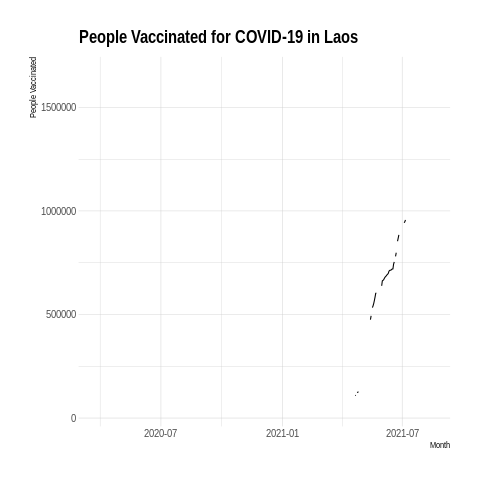 People Vaccinated for COVID-19 in Laos
People Vaccinated
1500000
1000000
500000
0
2020-07
2021-01
2021-07
Month